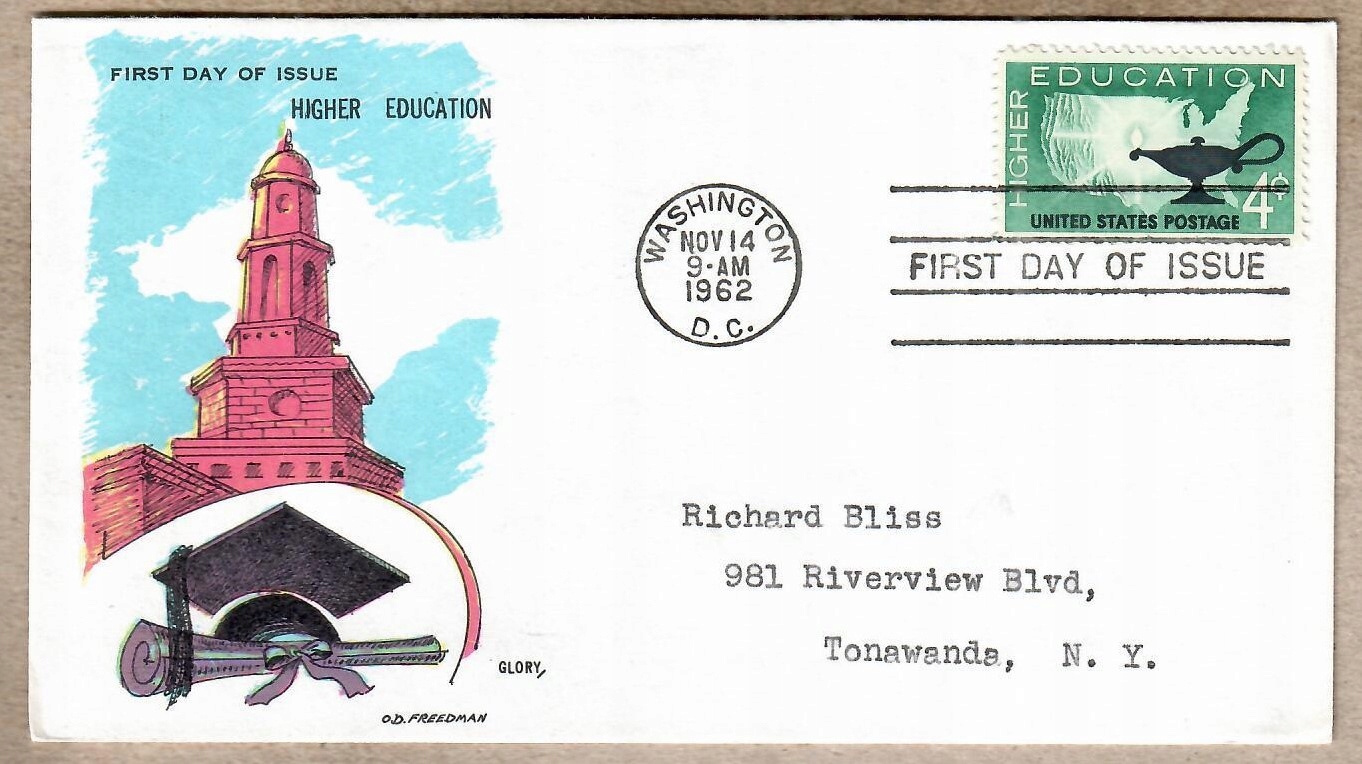 FIRST DAY OF ISSUE
HIGHER EDUCATION
GLORY,
O.D. FREEDMAN
WASHINGTON
NOV 14
9-AM
1962
D.C.
HIGHER
EDUCATION
4¢
UNITED STATES POSTAGE
FIRST DAY OF ISSUE
Richard Bliss
981 Riverview Blvd,
Tonawanda, N. Y.